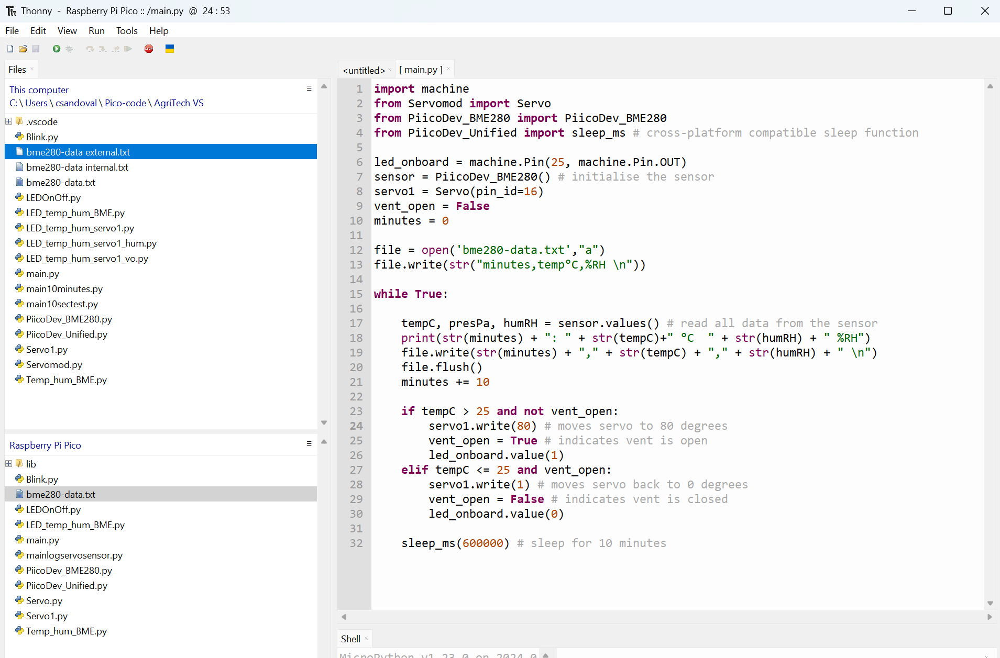 Thonny - Raspberry Pi Pico :: /main.py @ 24 : 53
File Edit View Run Tools Help
STOP
Files
This computer
C: \ Users \ csandoval \ Pico-code \ AgriTech VS
.vscode
Blink.py
bme280-data external.txt
bme280-data internal.txt
bme280-data.txt
LEDOnOff.py
LED_temp_hum_BME.py
LED_temp_hum_servo1.py
LED_temp_hum_servo1_hum.py
LED_temp_hum_servo1_vo.py
main.py
main10minutes.py
main10sectest.py
PiicoDev_BME280.py
PiicoDev_Unified.py
Servo1.py
Servomod.py
Temp_hum_BME.py
Raspberry Pi Pico
lib
Blink.py
bme280-data.txt
LEDOnOff.py
LED_temp_hum_BME.py
main.py
mainlogservosensor.py
PiicoDev_BME280.py
PiicoDev_Unified.py
Servo.py
Servo1.py
Temp_hum_BME.py
<untitled> [ main.py ]
1 import machine
2 from Servomod import Servo
3 from PiicoDev_BME280 import PiicoDev_BME280
4 from PiicoDev_Unified import sleep_ms # cross-platform compatible sleep function
5
6 led_onboard = machine.Pin(25, machine.Pin.OUT)
7 sensor = PiicoDev_BME280() # initialise the sensor
8 servo1 = Servo(pin_id=16)
9 vent_open = False
10 minutes = 0
11
12 file = open('bme280-data.txt',"a")
13 file.write(str("minutes,temp°C,%RH \n"))
14
15 while True:
16
17     tempC, presPa, humRH = sensor.values() # read all data from the sensor
18     print(str(minutes) + ": " + str(tempC)+" °C  " + str(humRH) + " %RH")
19     file.write(str(minutes) + "," + str(tempC) + "," + str(humRH) + " \n")
20     file.flush()
21     minutes += 10
22
23     if tempC > 25 and not vent_open:
24         servo1.write(80) # moves servo to 80 degrees
25         vent_open = True # indicates vent is open
26         led_onboard.value(1)
27     elif tempC <= 25 and vent_open:
28         servo1.write(1) # moves servo back to 0 degrees
29         vent_open = False # indicates vent is closed
30         led_onboard.value(0)
31
32     sleep_ms(600000) # sleep for 10 minutes
Shell
MicroPython v1.23.0 on 2024-0